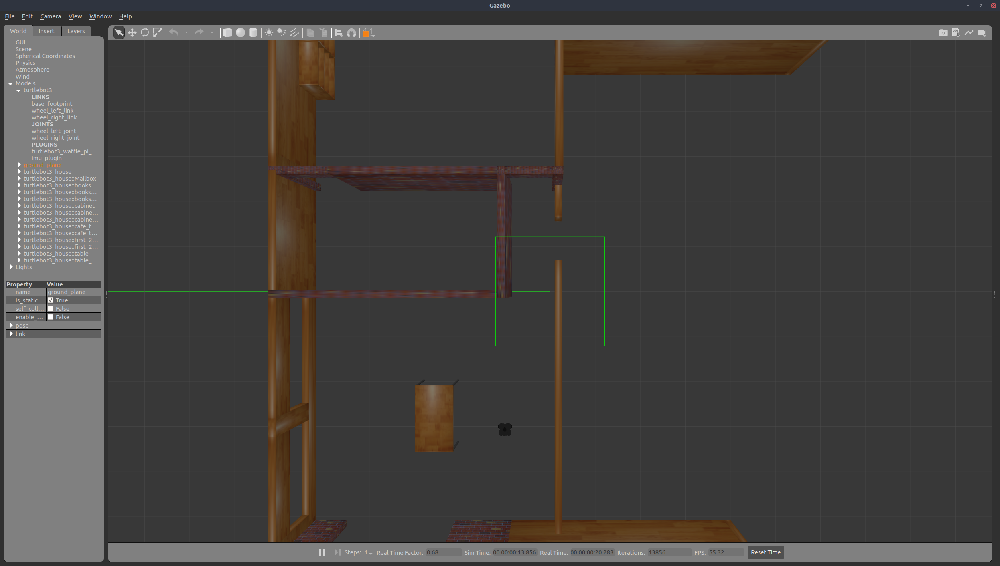 Gazebo
File Edit Camera View Window Help
World Insert Layers
GUI
Scene
Spherical Coordinates
Physics
Atmosphere
Wind
Models
turtlebot3
LINKS
base_footprint
wheel_left_link
wheel_right_link
JOINTS
wheel_left_joint
wheel_right_joint
PLUGINS
turtlebot3_waffle_pi_...
imu_plugin
ground_plane
turtlebot3_house
turtlebot3_house::Mailbox
turtlebot3_house::books...
turtlebot3_house::books...
turtlebot3_house::books...
turtlebot3_house::cabinet
turtlebot3_house::cabine...
turtlebot3_house::cabine...
turtlebot3_house::cafe_t...
turtlebot3_house::cafe_t...
turtlebot3_house::first_2...
turtlebot3_house::first_2...
turtlebot3_house::table
turtlebot3_house::table_...
Lights
Property Value
name ground_plane
is_static True
self_coll... False
enable_... False
pose
link
LOG
Steps: 1 Real Time Factor: 0.68 Sim Time: 00 00:00:13.856 Real Time: 00 00:00:20.283 Iterations: 13856 FPS: 55.32 Reset Time